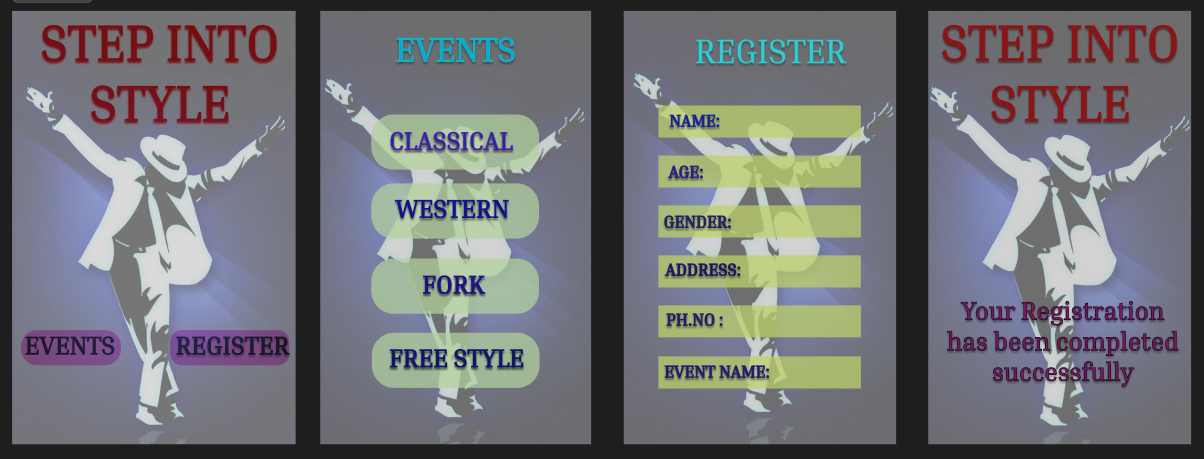 STEP INTO
STYLE
EVENTS
REGISTER
EVENTS
CLASSICAL
WESTERN
FORK
FREE STYLE
REGISTER
NAME:
AGE:
GENDER:
ADDRESS:
PH.NO :
EVENT NAME:
STEP INTO
STYLE
Your Registration
has been completed
successfully